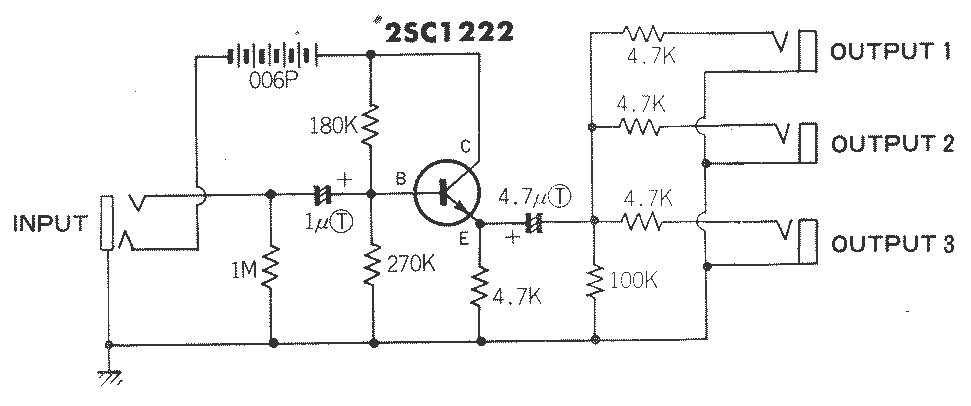 2SC1222
006P
4.7K
OUTPUT 1
180K
4.7K
C
OUTPUT 2
B
+
4.7μⓉ
4.7K
INPUT
1μⓉ
E
+
OUTPUT 3
1M
270K
4.7K
100K